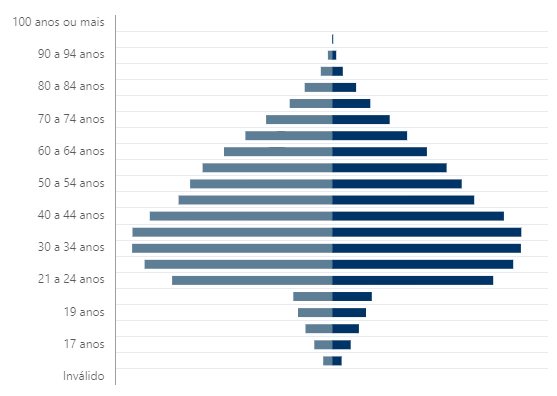 100 anos ou mais
90 a 94 anos
80 a 84 anos
70 a 74 anos
60 a 64 anos
50 a 54 anos
40 a 44 anos
30 a 34 anos
21 a 24 anos
19 anos
17 anos
Inválido